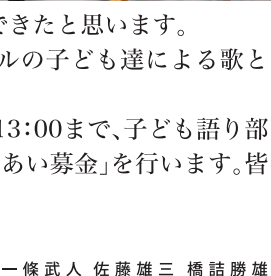 できたと思います。
ルの子ども達による歌と
13:00まで、子ども語り部
あい募金」を行います。皆
一條武人 佐藤雄三 橋詰勝雄